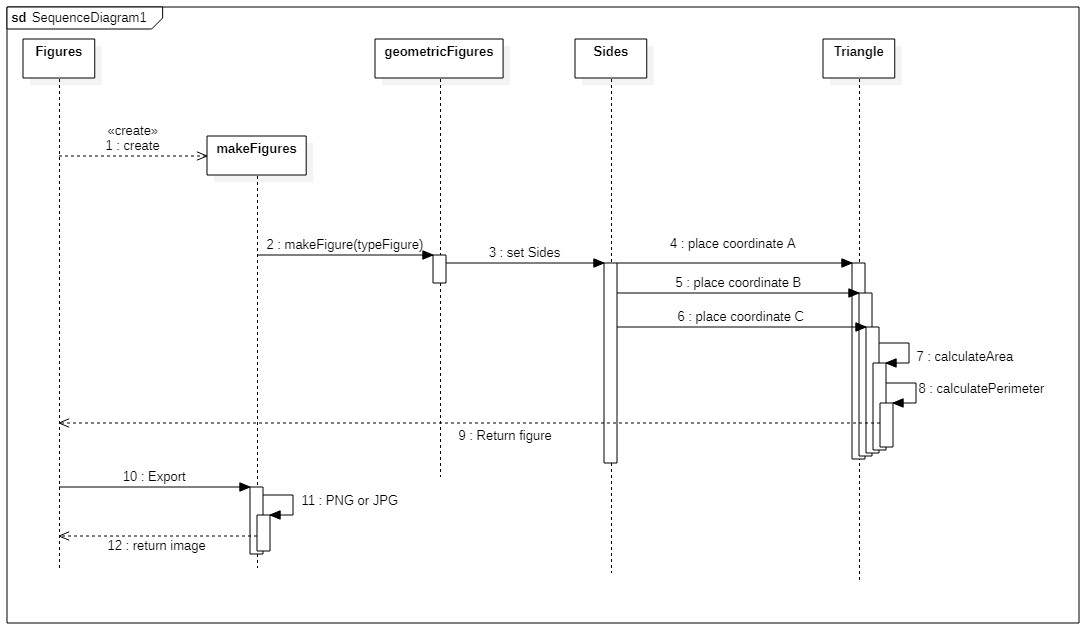 sd SequenceDiagram1
Figures
geometricFigures
Sides
Triangle
«create»
1 : create
makeFigures
2 : makeFigure(typeFigure)
3 : set Sides
4 : place coordinate A
5 : place coordinate B
6 : place coordinate C
7 : calculateArea
8 : calculatePerimeter
9 : Return figure
10 : Export
11 : PNG or JPG
12 : return image